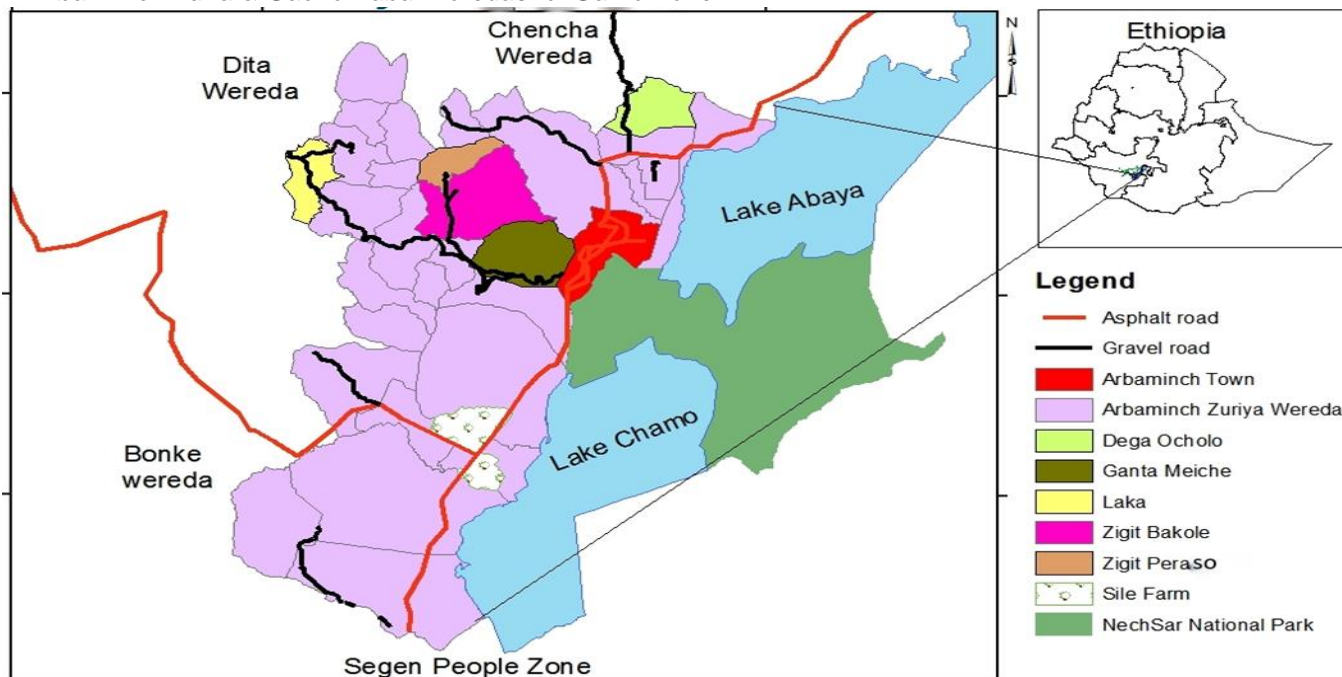 Chencha
Wereda
Dita
Wereda
Lake Abaya
Lake Chamo
Bonke
wereda
Segen People Zone
N
Ethiopia
Legend
Asphalt road
Gravel road
Arbaminch Town
Arbaminch Zuriya Wereda
Dega Ocholo
Ganta Meiche
Laka
Zigit Bakole
Zigit Peraso
Sile Farm
NechSar National Park